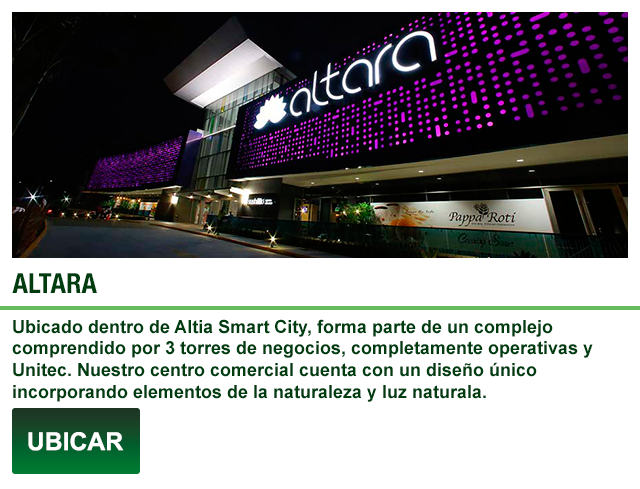 altara
Pappa Roti
Coming Soon
ALTARA
Ubicado dentro de Altia Smart City, forma parte de un complejo
comprendido por 3 torres de negocios, completamente operativas y
Unitec. Nuestro centro comercial cuenta con un diseño único
incorporando elementos de la naturaleza y luz naturala.
UBICAR